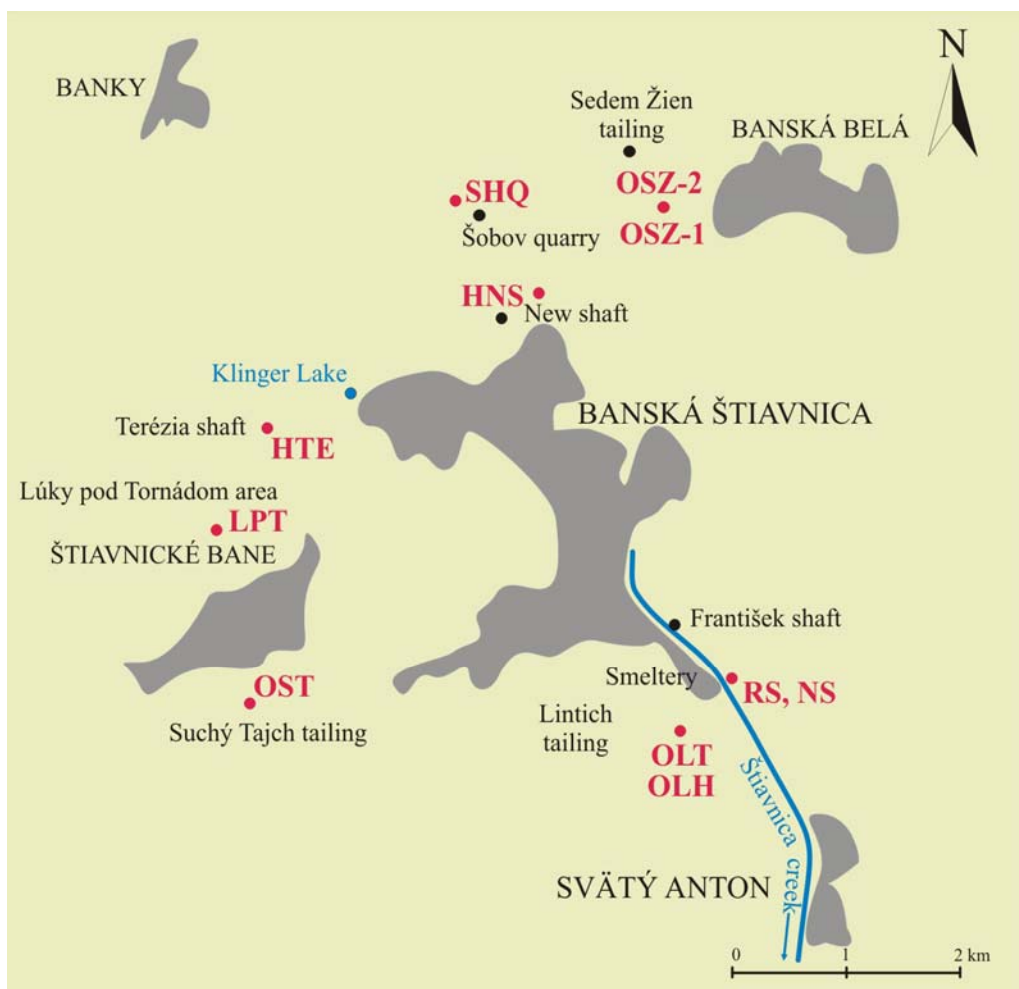 N
BANKY
Sedem Žien
tailing
BANSKÁ BELÁ
OSZ-2
SHQ
OSZ-1
Šobov quarry
HNS
New shaft
Klinger Lake
BANSKÁ ŠTIAVNICA
Terézia shaft
HTE
Lúky pod Tornádom area
LPT
ŠTIAVNICKÉ BANE
František shaft
Smeltery
OST
RS, NS
Suchý Tajch tailing
Lintich
tailing
OLT
OLH
Štiavnica creek
SVÄTÝ ANTON
0 1 2 km